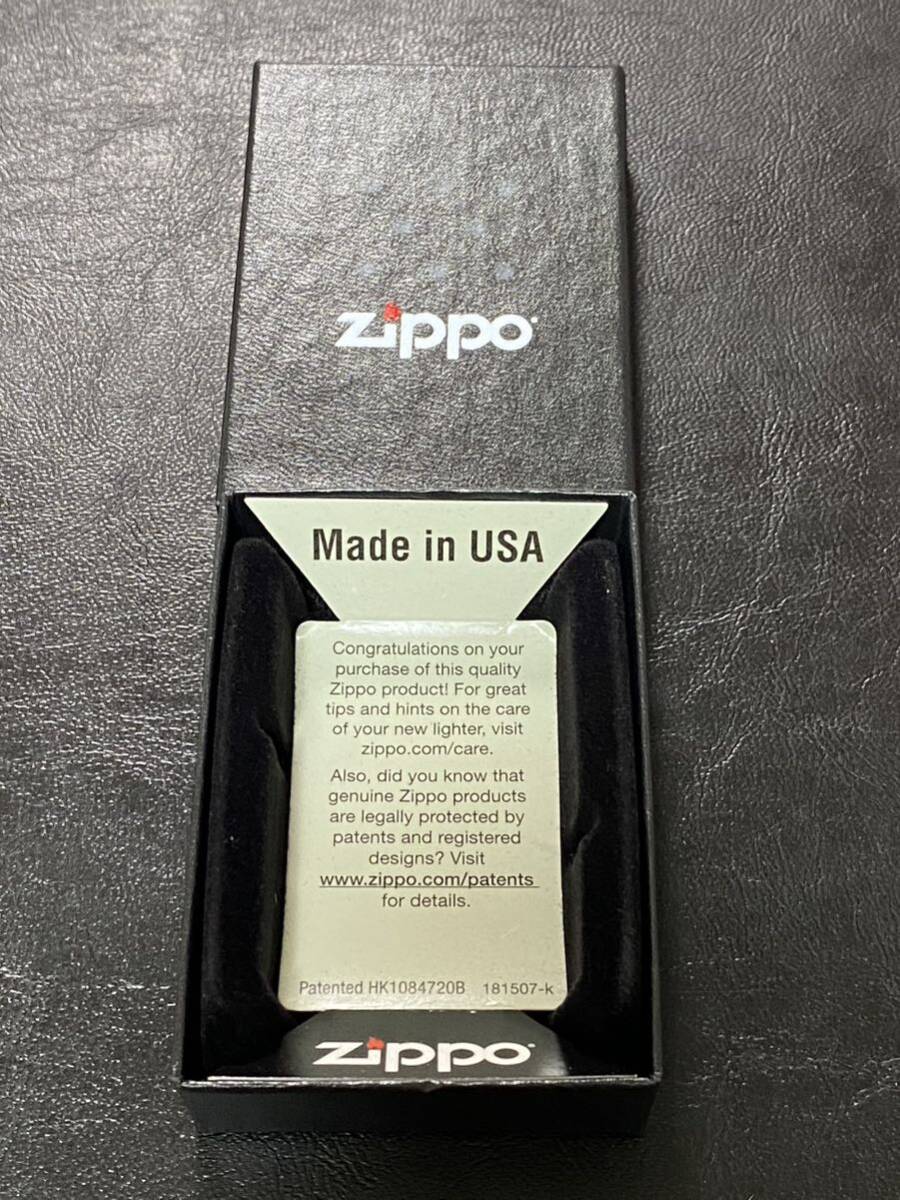 zippo
Made in USA
Congratulations on your
purchase of this quality
Zippo product! For great
tips and hints on the care
of your new lighter, visit
zippo.com/care.
Also, did you know that
genuine Zippo products
are legally protected by
patents and registered
designs? Visit
www.zippo.com/patents
for details.
Patented HK1084720B 181507-k
zippo